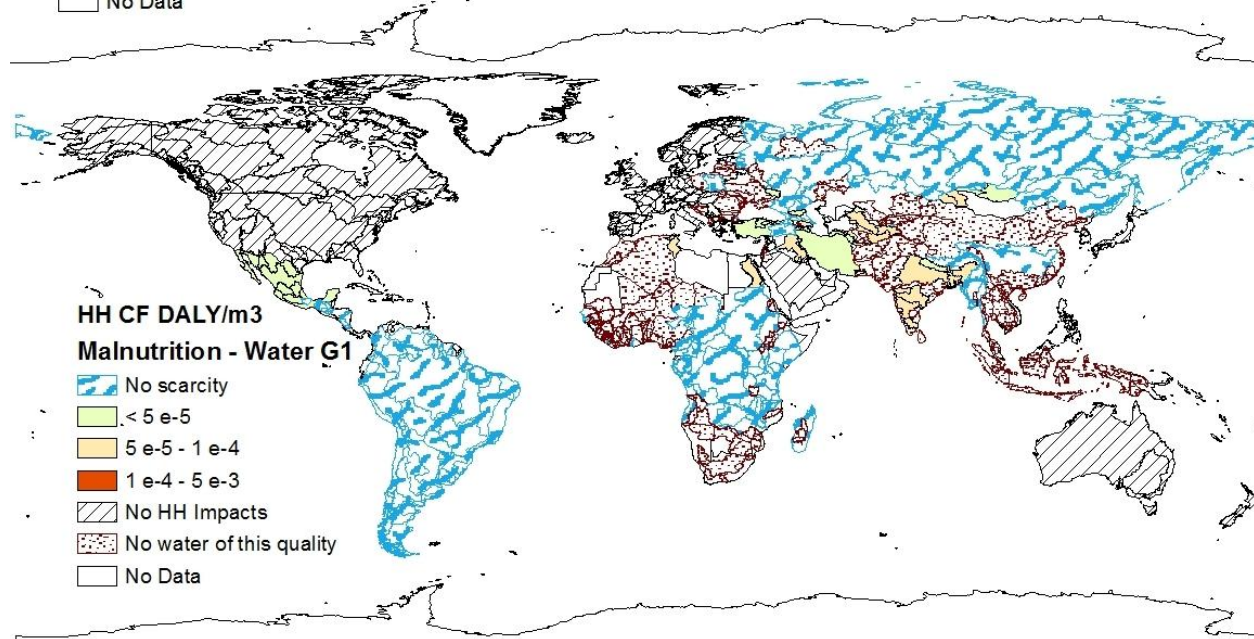 No Data
HH CF DALY/m3
Malnutrition - Water G1
No scarcity
< 5 e-5
5 e-5 - 1 e-4
1 e-4 - 5 e-3
No HH Impacts
No water of this quality
No Data